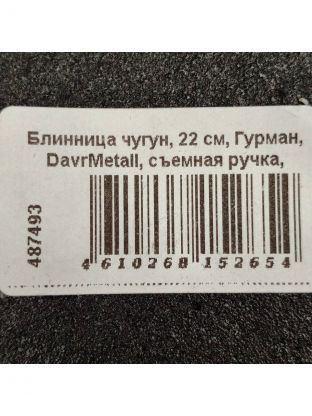 Блинница чугун, 22 см, Гурман,
DavrMetall, съемная ручка,
487493
4 610268 152654